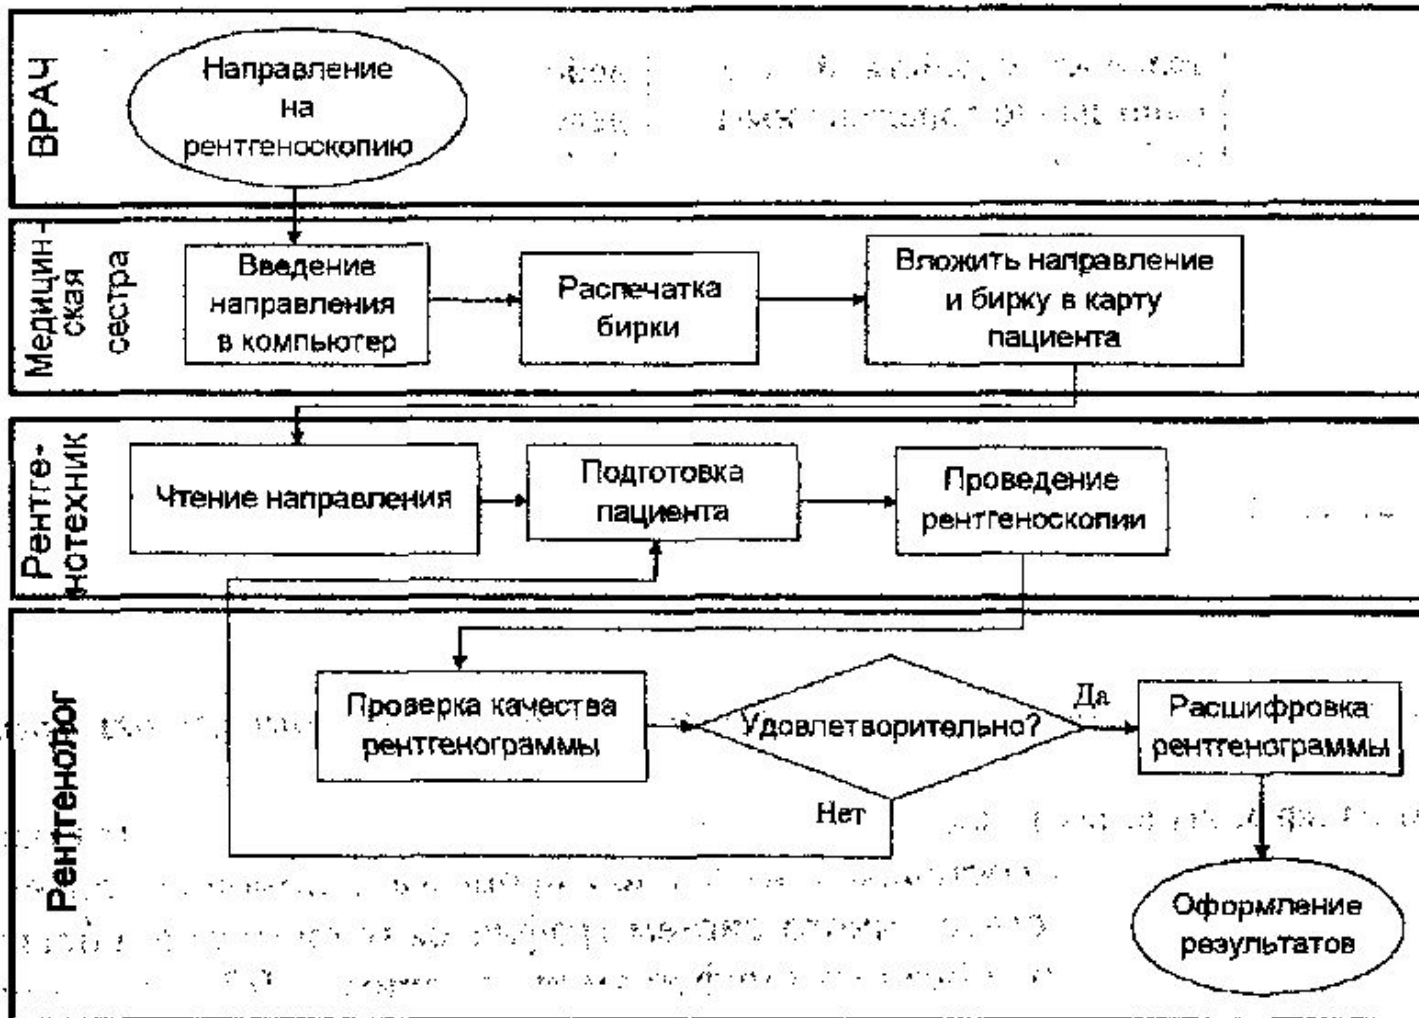 ВРАЧ
Направление
на
рентгеноскопию
Медицин-
ская
сестра
Введение
направления
в компьютер
Распечатка
бирки
Вложить направление
и бирку в карту
пациента
Рентге-
нотехник
Чтение направления
Подготовка
пациента
Проведение
рентгеноскопии
Рентгенолог
Проверка качества
рентгенограммы
Удовлетворительно?
Да
Нет
Расшифровка
рентгенограммы
Оформление
результатов